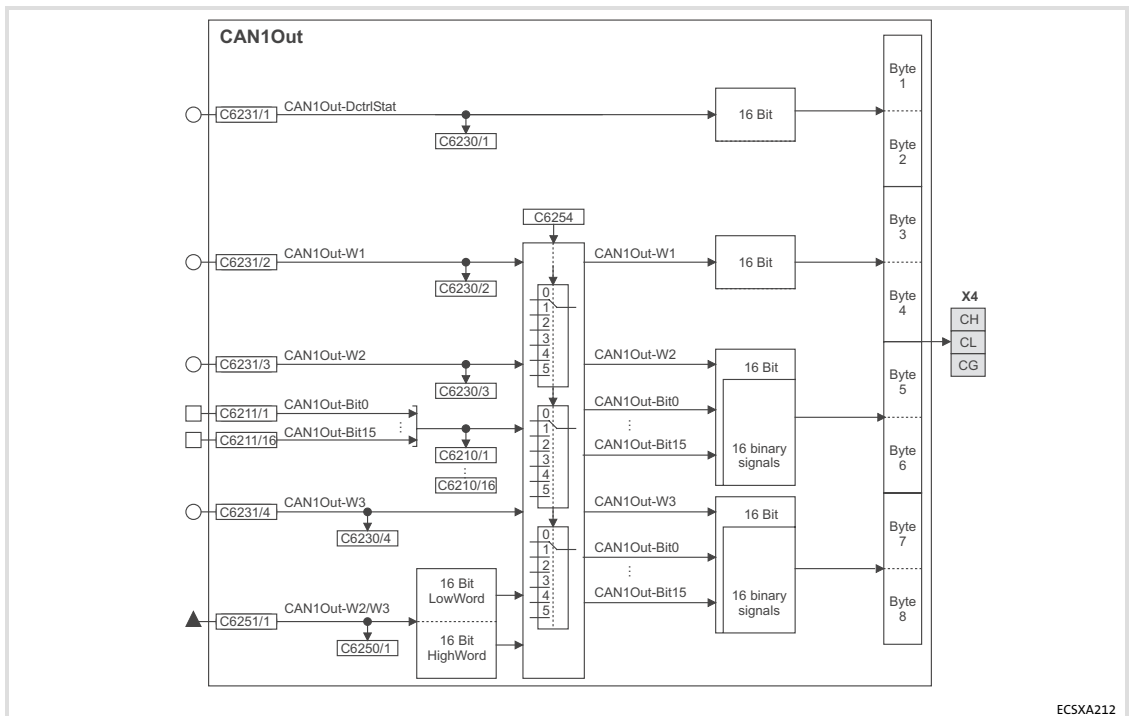 CAN1Out
Byte
1
C6231/1 CAN1Out-DctrlStat
16 Bit
C6230/1
Byte
2
C6254
Byte
3
C6231/2 CAN1Out-W1
CAN1Out-W1
16 Bit
C6230/2
Byte
4
X4
CH
CL
CG
0
1
2
3
4
5
C6231/3 CAN1Out-W2
CAN1Out-W2
16 Bit
C6230/3
Byte
5
C6211/1 CAN1Out-Bit0
CAN1Out-Bit0
⋮
⋮
C6211/16 CAN1Out-Bit15
CAN1Out-Bit15
0
1
2
3
4
5
C6210/1
⋮
C6210/16
16 binary
signals
Byte
6
C6231/4 CAN1Out-W3
CAN1Out-W3
16 Bit
C6230/4
Byte
7
0
1
2
3
4
5
CAN1Out-Bit0
⋮
CAN1Out-Bit15
16 Bit
LowWord
C6251/1 CAN1Out-W2/W3
C6250/1
16 Bit
HighWord
16 binary
signals
Byte
8
ECSXA212